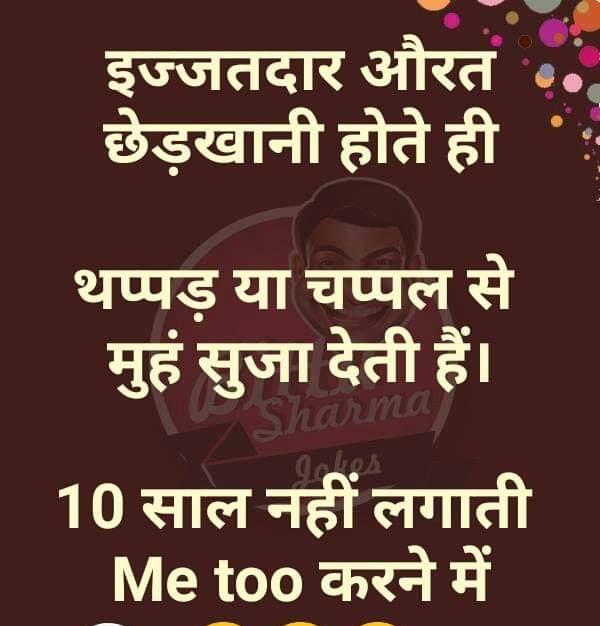 इज्जतदार औरत
छेड़खानी होते ही
थप्पड़ या चप्पल से
मुहं सुजा देती हैं।
Sharma
Jokes
10 साल नहीं लगाती
Me too करने में